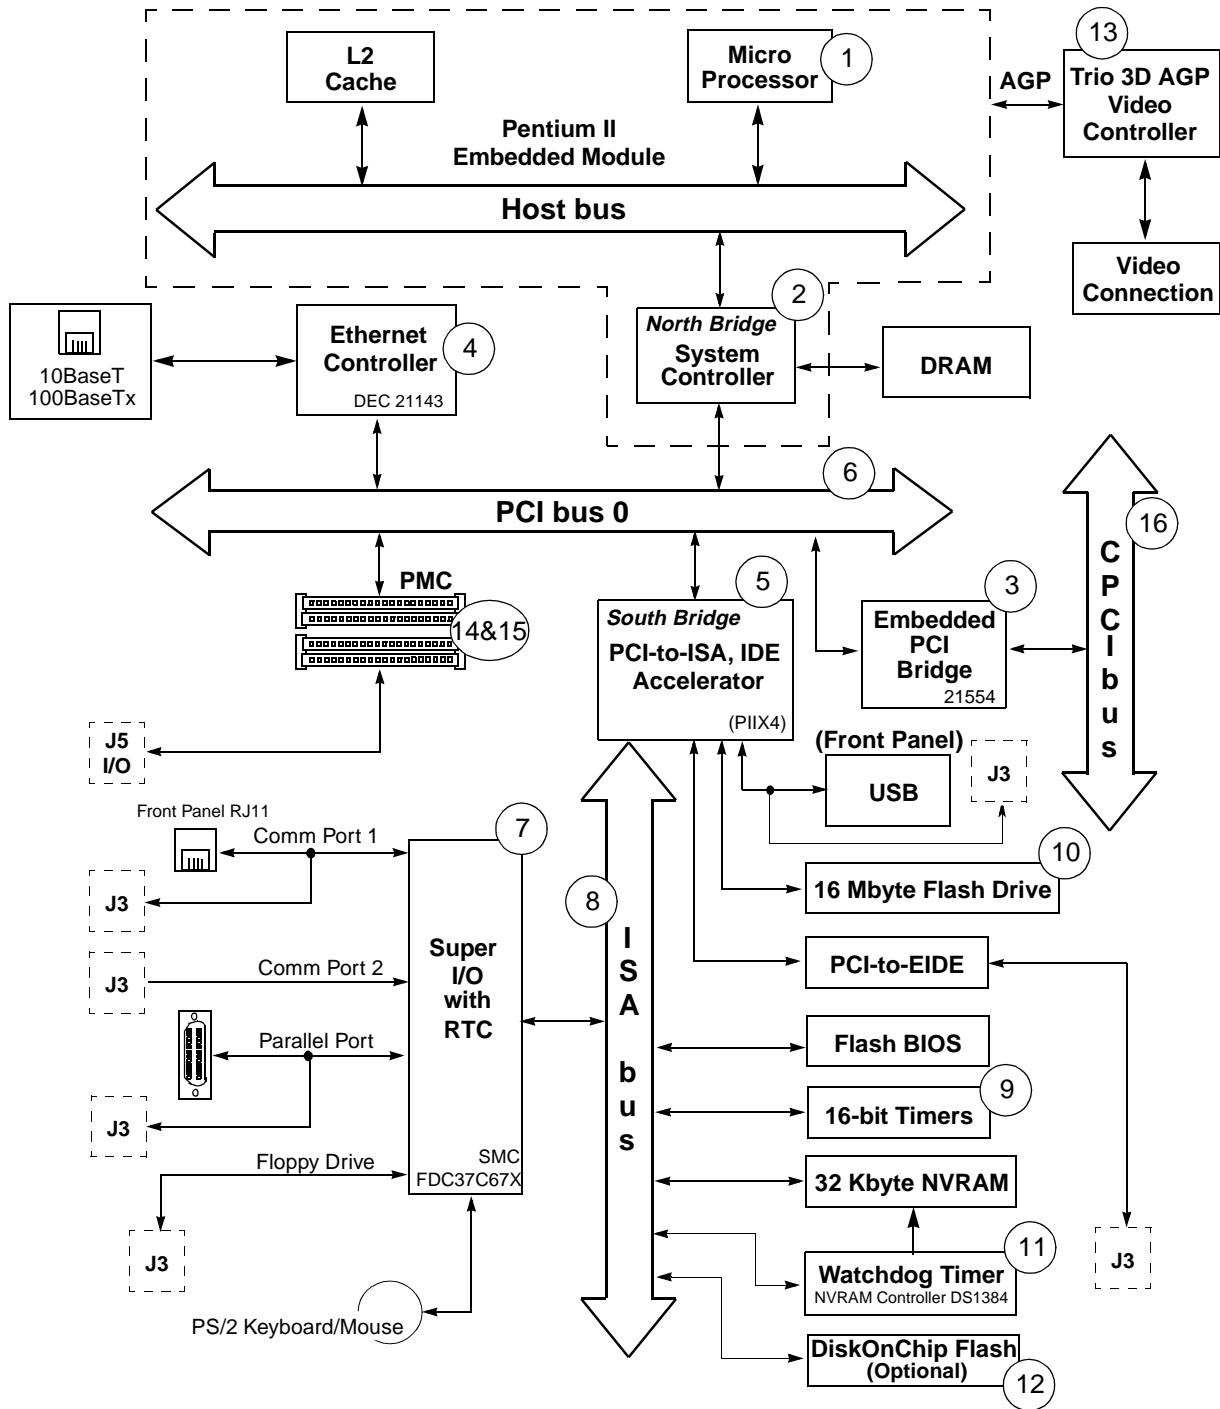 L2
Cache
Micro
Processor
1
13
Trio 3D AGP
Video
Controller
AGP
Pentium II
Embedded Module
Host bus
Video
Connection
2
North Bridge
System
Controller
DRAM
10BaseT
100BaseTx
Ethernet
Controller
DEC 21143
4
6
PCI bus 0
16
CPCIbus
PMC
14&15
5
South Bridge
PCI-to-ISA, IDE
Accelerator
(PIIX4)
3
Embedded
PCI
Bridge
21554
J5
I/O
(Front Panel)
USB
J3
Front Panel RJ11
Comm Port 1
7
J3
10
16 Mbyte Flash Drive
8
ISA bus
Super
I/O
with
RTC
SMC
FDC37C67X
Comm Port 2
J3
PCI-to-EIDE
Parallel Port
Flash BIOS
J3
9
16-bit Timers
Floppy Drive
32 Kbyte NVRAM
J3
11
Watchdog Timer
NVRAM Controller DS1384
J3
PS/2 Keyboard/Mouse
DiskOnChip Flash
(Optional)
12